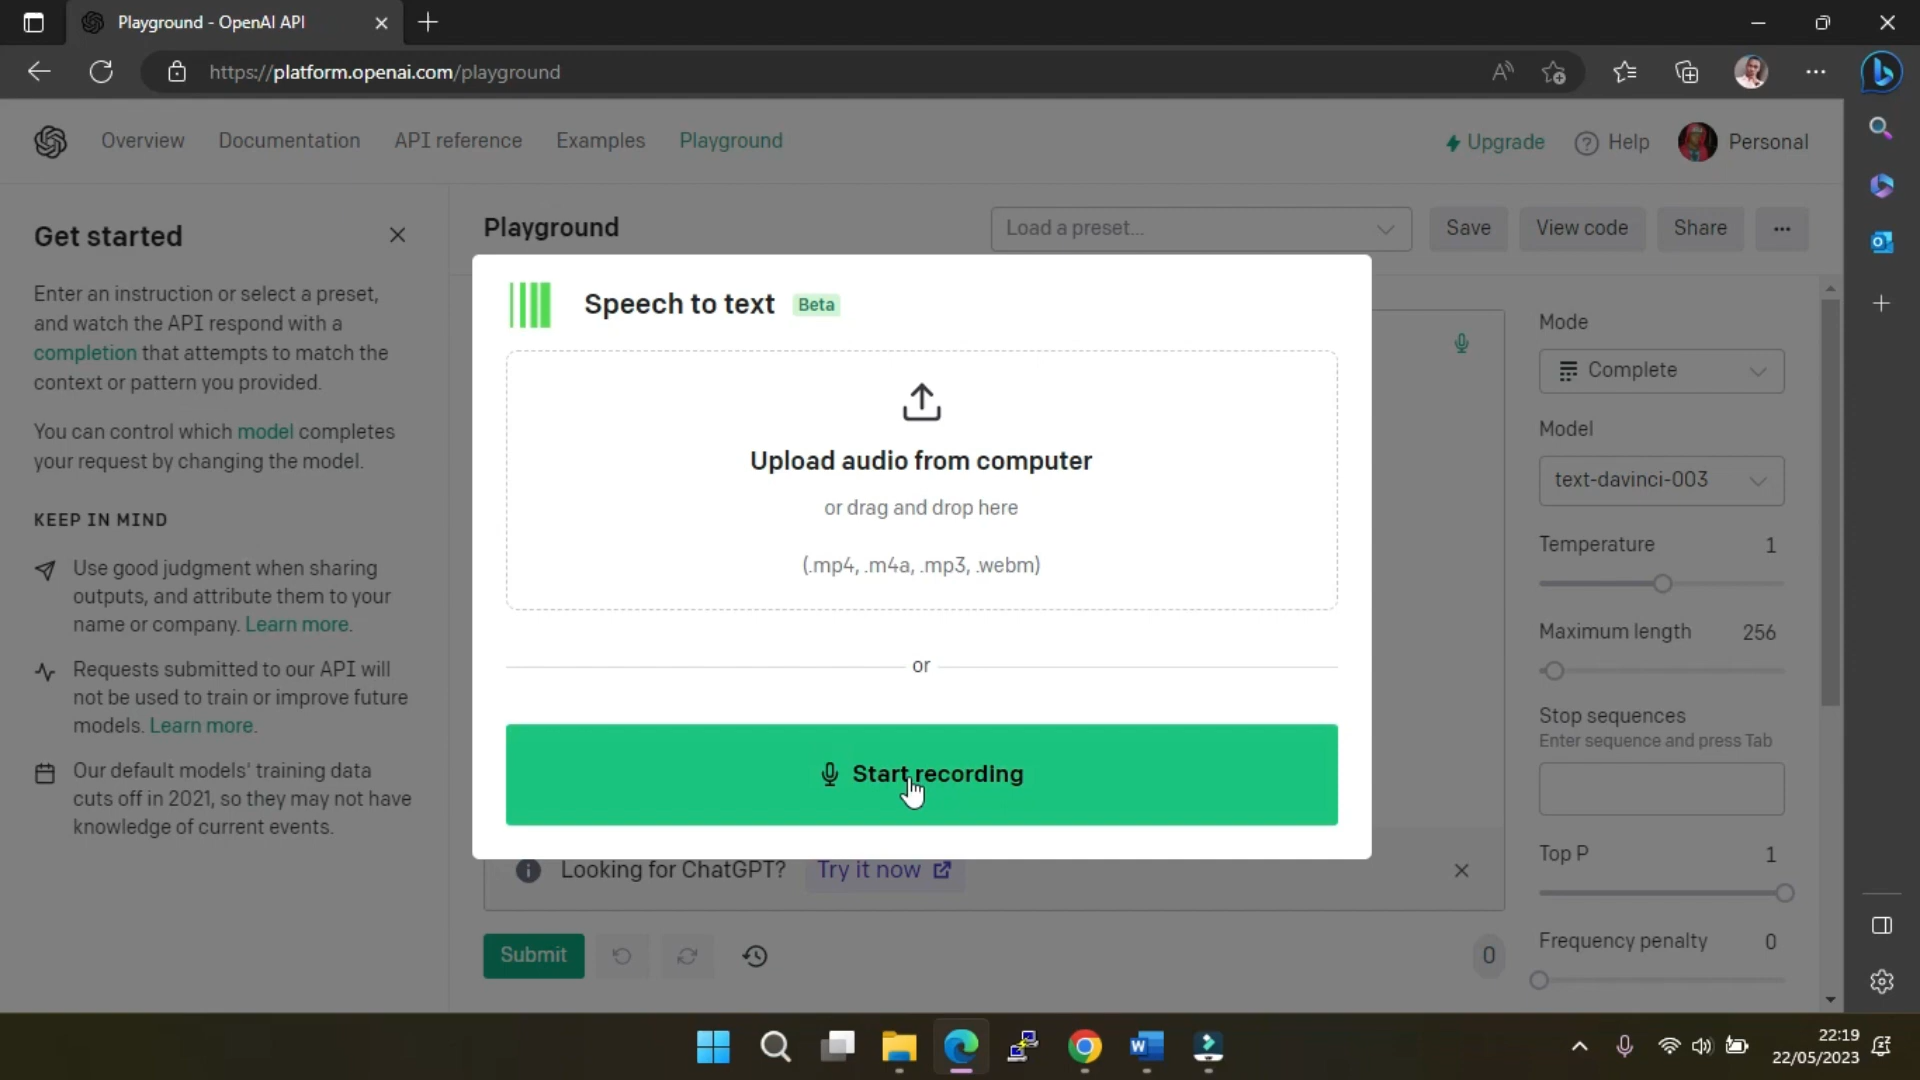 Playground - OpenAI API
https://platform.openai.com/playground
Overview
Documentation
API reference
Examples
Playground
Upgrade
Help
Personal
Get started
Enter an instruction or select a preset,
and watch the API respond with a
completion that attempts to match the
context or pattern you provided.
You can control which model completes
your request by changing the model.
KEEP IN MIND
Use good judgment when sharing
outputs, and attribute them to your
name or company. Learn more.
Requests submitted to our API will
not be used to train or improve future
models. Learn more.
Our default models' training data
cuts off in 2021, so they may not have
knowledge of current events.
Playground
Load a preset...
Save
View code
Share
Speech to text
Beta
Upload audio from computer
or drag and drop here
(.mp4, .m4a, .mp3, .webm)
or
Start recording
Looking for ChatGPT?
Try it now
Submit
0
Mode
Complete
Model
text-davinci-003
Temperature 1
Maximum length 256
Stop sequences
Enter sequence and press Tab
Top P 1
Frequency penalty 0
22:19
22/05/2023